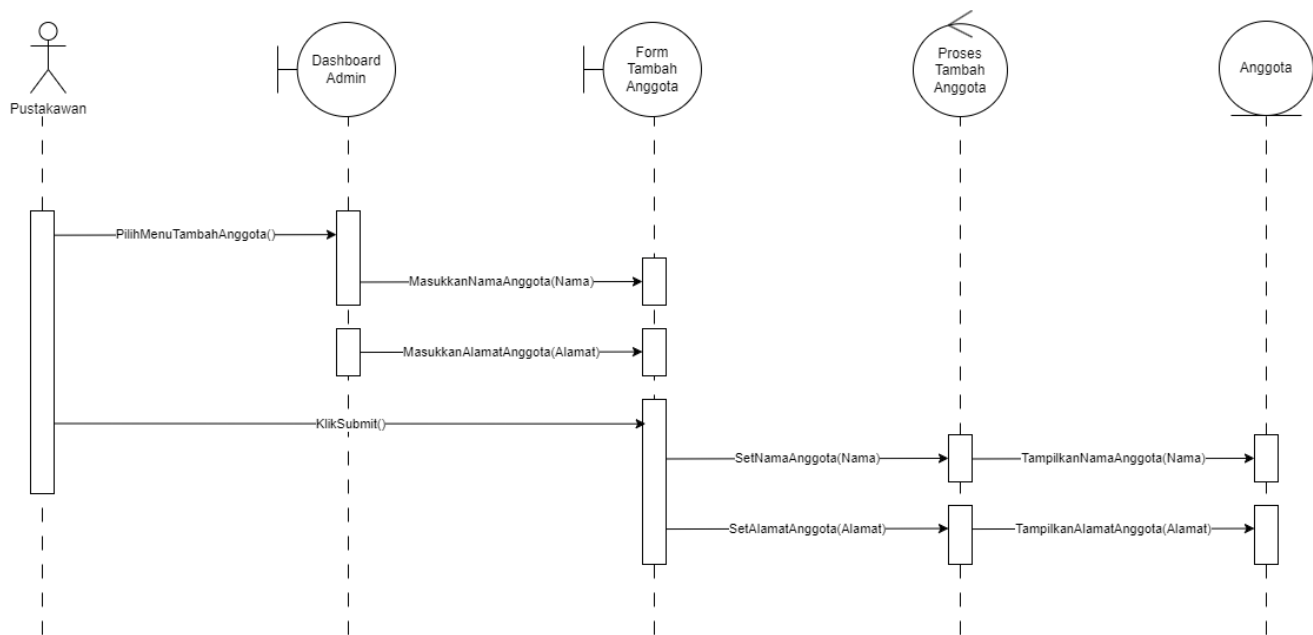 Pustakawan
Dashboard
Admin
Form
Tambah
Anggota
Proses
Tambah
Anggota
Anggota
PilihMenuTambahAnggota()
MasukkanNamaAnggota(Nama)
MasukkanAlamatAnggota(Alamat)
KlikSubmit()
SetNamaAnggota(Nama)
TampilkanNamaAnggota(Nama)
SetAlamatAnggota(Alamat)
TampilkanAlamatAnggota(Alamat)